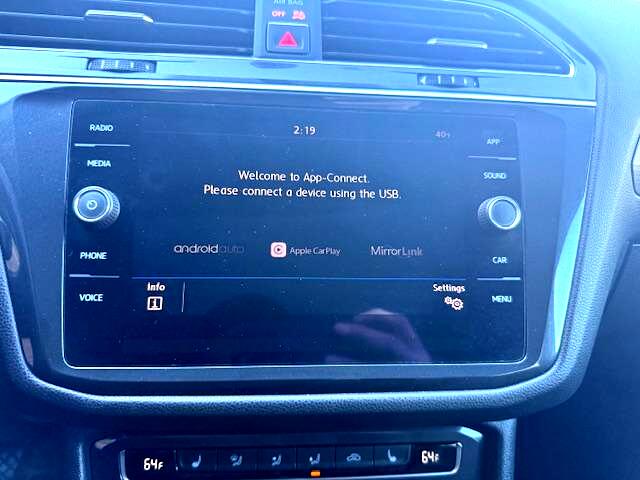 AIR BAG
OFF
RADIO
2:19
40°F
APP
MEDIA
Welcome to App-Connect.
SOUND
Please connect a device using the USB.
androidauto
Apple CarPlay
MirrorLink
PHONE
CAR
VOICE
Info
Settings
MENU
64F
64F